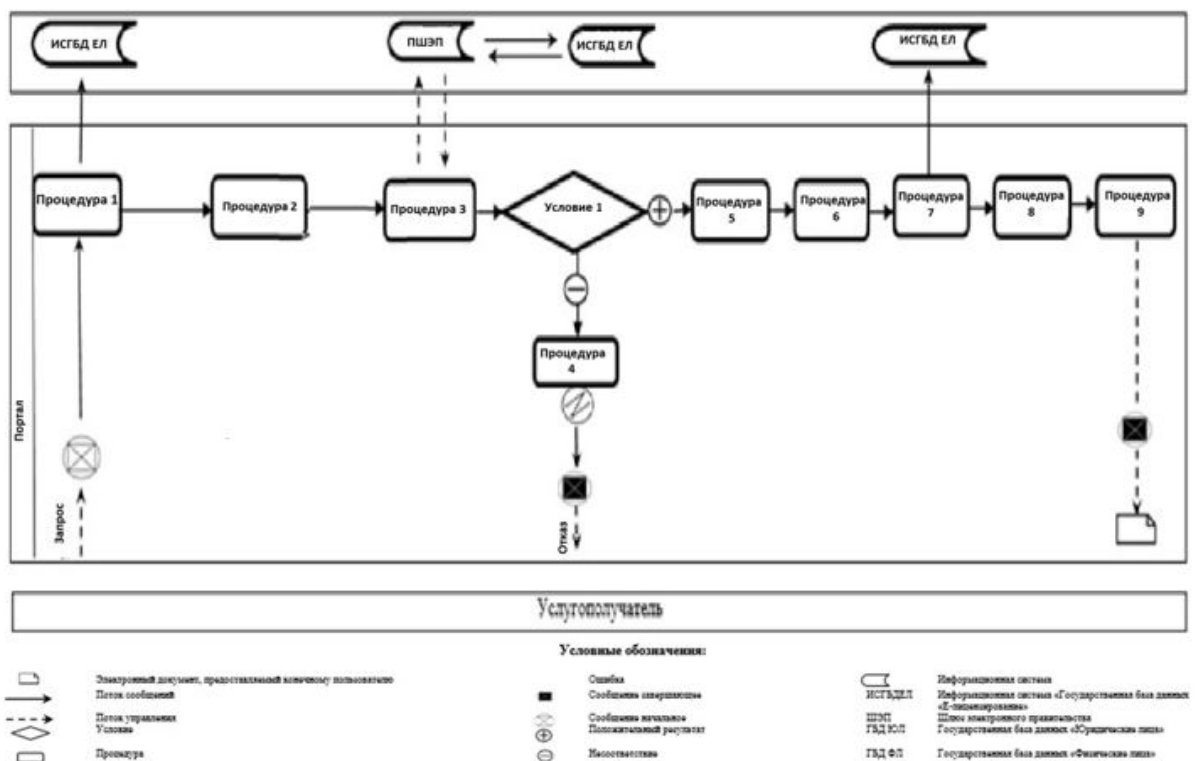 ИСГБД ЕЛ
ПШЭП
ИСГБД ЕЛ
ИСГБД ЕЛ
Процедура 1
Процедура 2
Процедура 3
Условие 1
Процедура
5
Процедура
6
Процедура
7
Процедура
8
Процедура
9
Процедура
4
Портал
Запрос
Отказ
Услугополучатель
Условные обозначения:
Электронный документ, предоставляемый конечному пользователю
Поток сообщений
Поток управления
Условие
Процедура
Ошибка
Сообщение завершающее
Сообщение начальное
Положительный результат
Несоответствие
Информационная система
ИСГБДЕЛ
Информационная система «Государственная база данных
«Е-лицензирование»
ШЭП
Шлюз электронного правительства
ГБД ЮЛ
Государственная база данных «Юридические лица»
ГБД ФЛ
Государственная база данных «Физические лица»